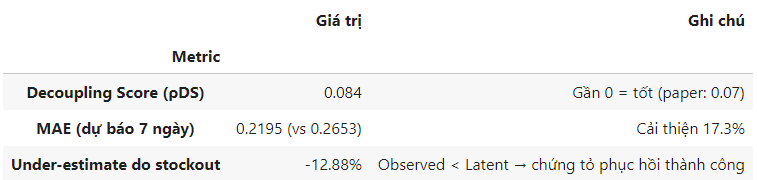 Giá trị Ghi chú
Metric
Decoupling Score (ρDS) 0.084 Gần 0 = tốt (paper: 0.07)
MAE (dự báo 7 ngày) 0.2195 (vs 0.2653) Cải thiện 17.3%
Under-estimate do stockout -12.88% Observed < Latent → chứng tỏ phục hồi thành công